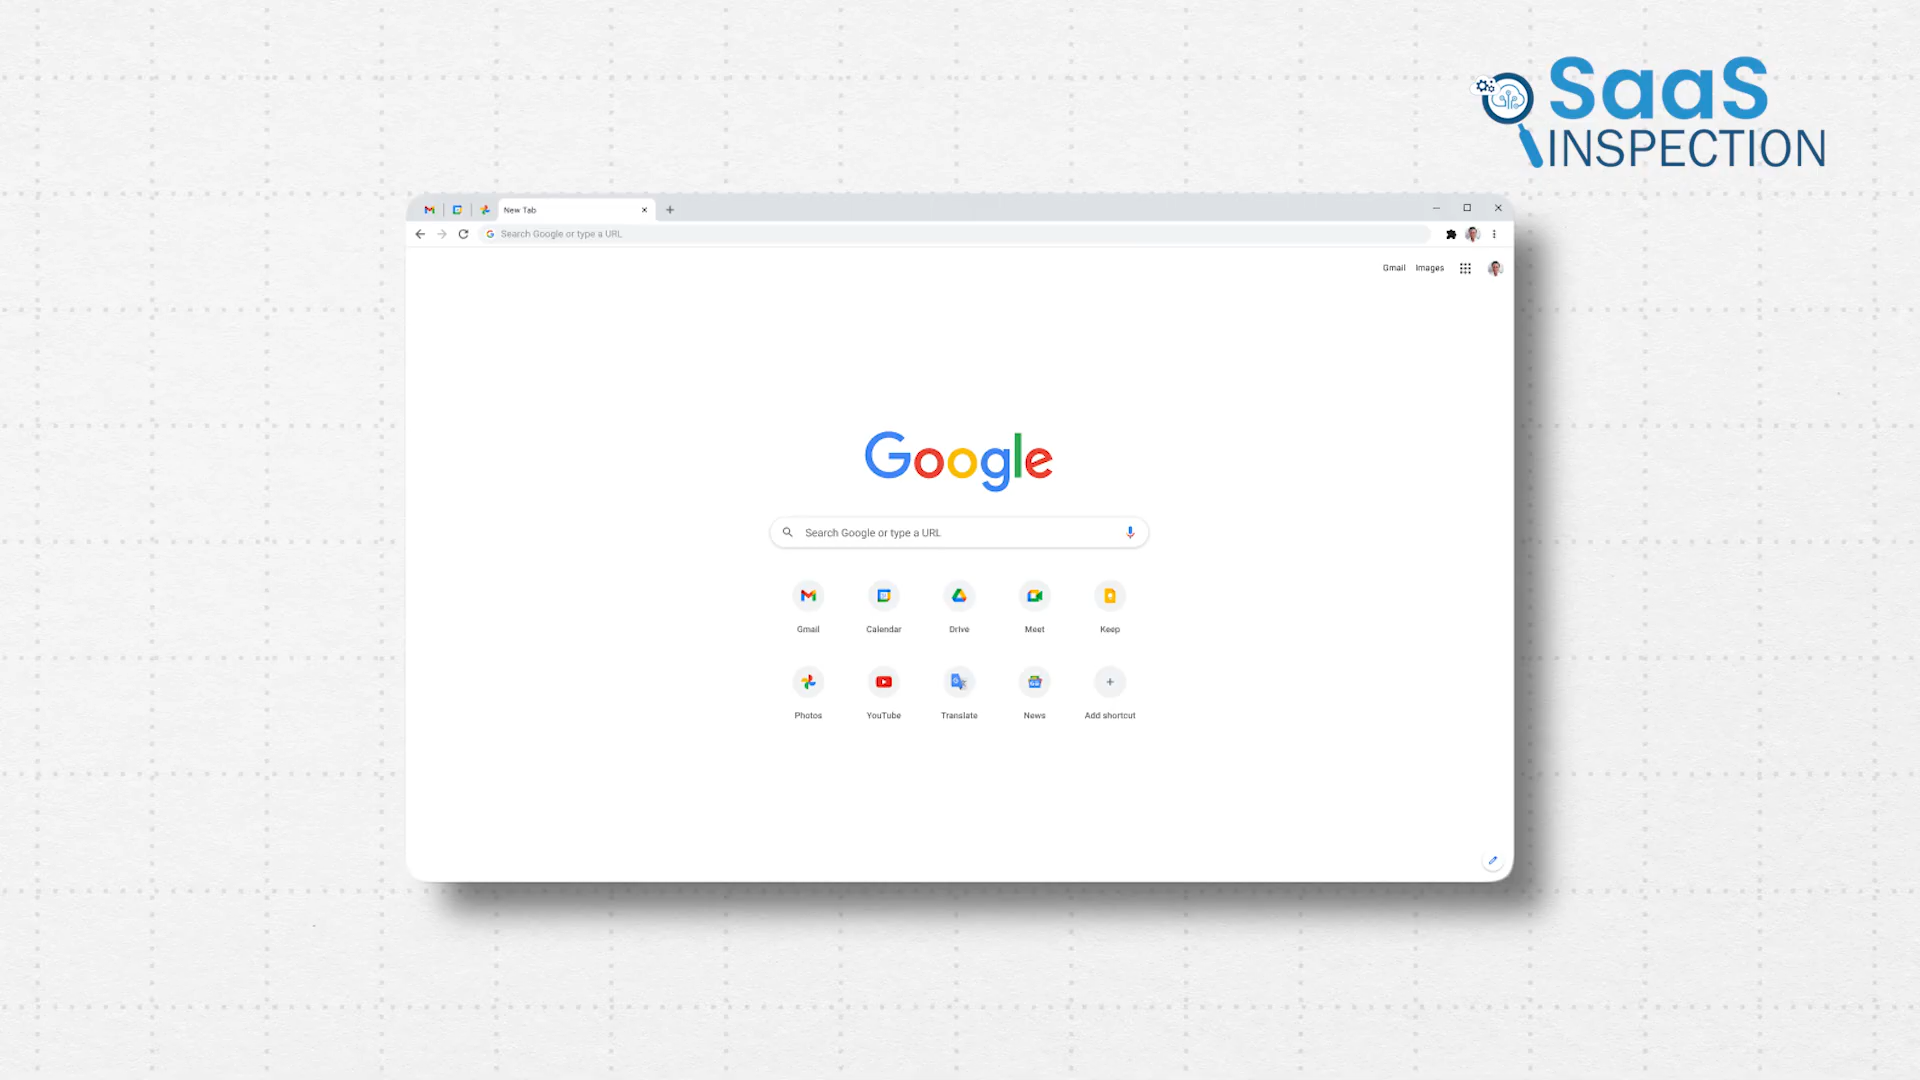 SaaS
INSPECTION
New Tab
Search Google or type a URL
Gmail Images
Google
Search Google or type a URL
Gmail Calendar Drive Meet Keep
Photos YouTube Translate News Add shortcut